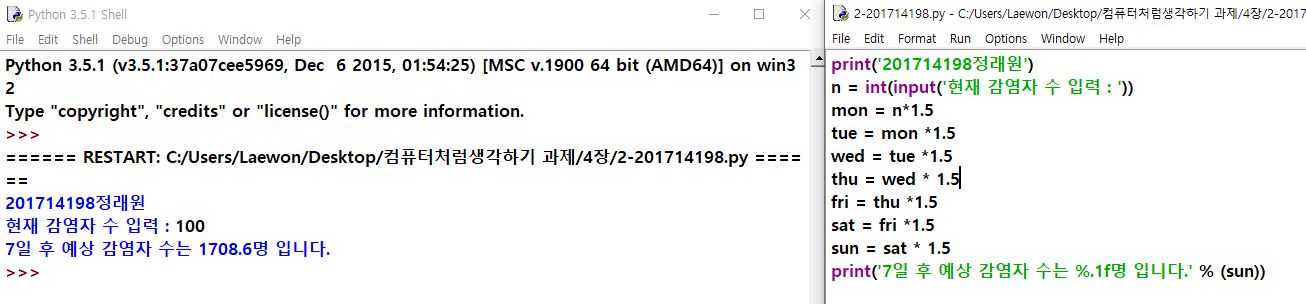 Python 3.5.1 Shell
File Edit Shell Debug Options Window Help
Python 3.5.1 (v3.5.1:37a07cee5969, Dec  6 2015, 01:54:25) [MSC v.1900 64 bit (AMD64)] on win3
2
Type "copyright", "credits" or "license()" for more information.
>>>
====== RESTART: C:/Users/Laewon/Desktop/컴퓨터처럼생각하기 과제/4장/2-201714198.py ====
==
201714198정래원
현재 감염자 수 입력 : 100
7일 후 예상 감염자 수는 1708.6명 입니다.
>>>
2-201714198.py - C:/Users/Laewon/Desktop/컴퓨터처럼생각하기 과제/4장/2-2017
File Edit Format Run Options Window Help
print('201714198정래원')
n = int(input('현재 감염자 수 입력 : '))
mon = n*1.5
tue = mon *1.5
wed = tue *1.5
thu = wed * 1.5
fri = thu *1.5
sat = fri *1.5
sun = sat * 1.5
print('7일 후 예상 감염자 수는 %.1f명 입니다.' % (sun))